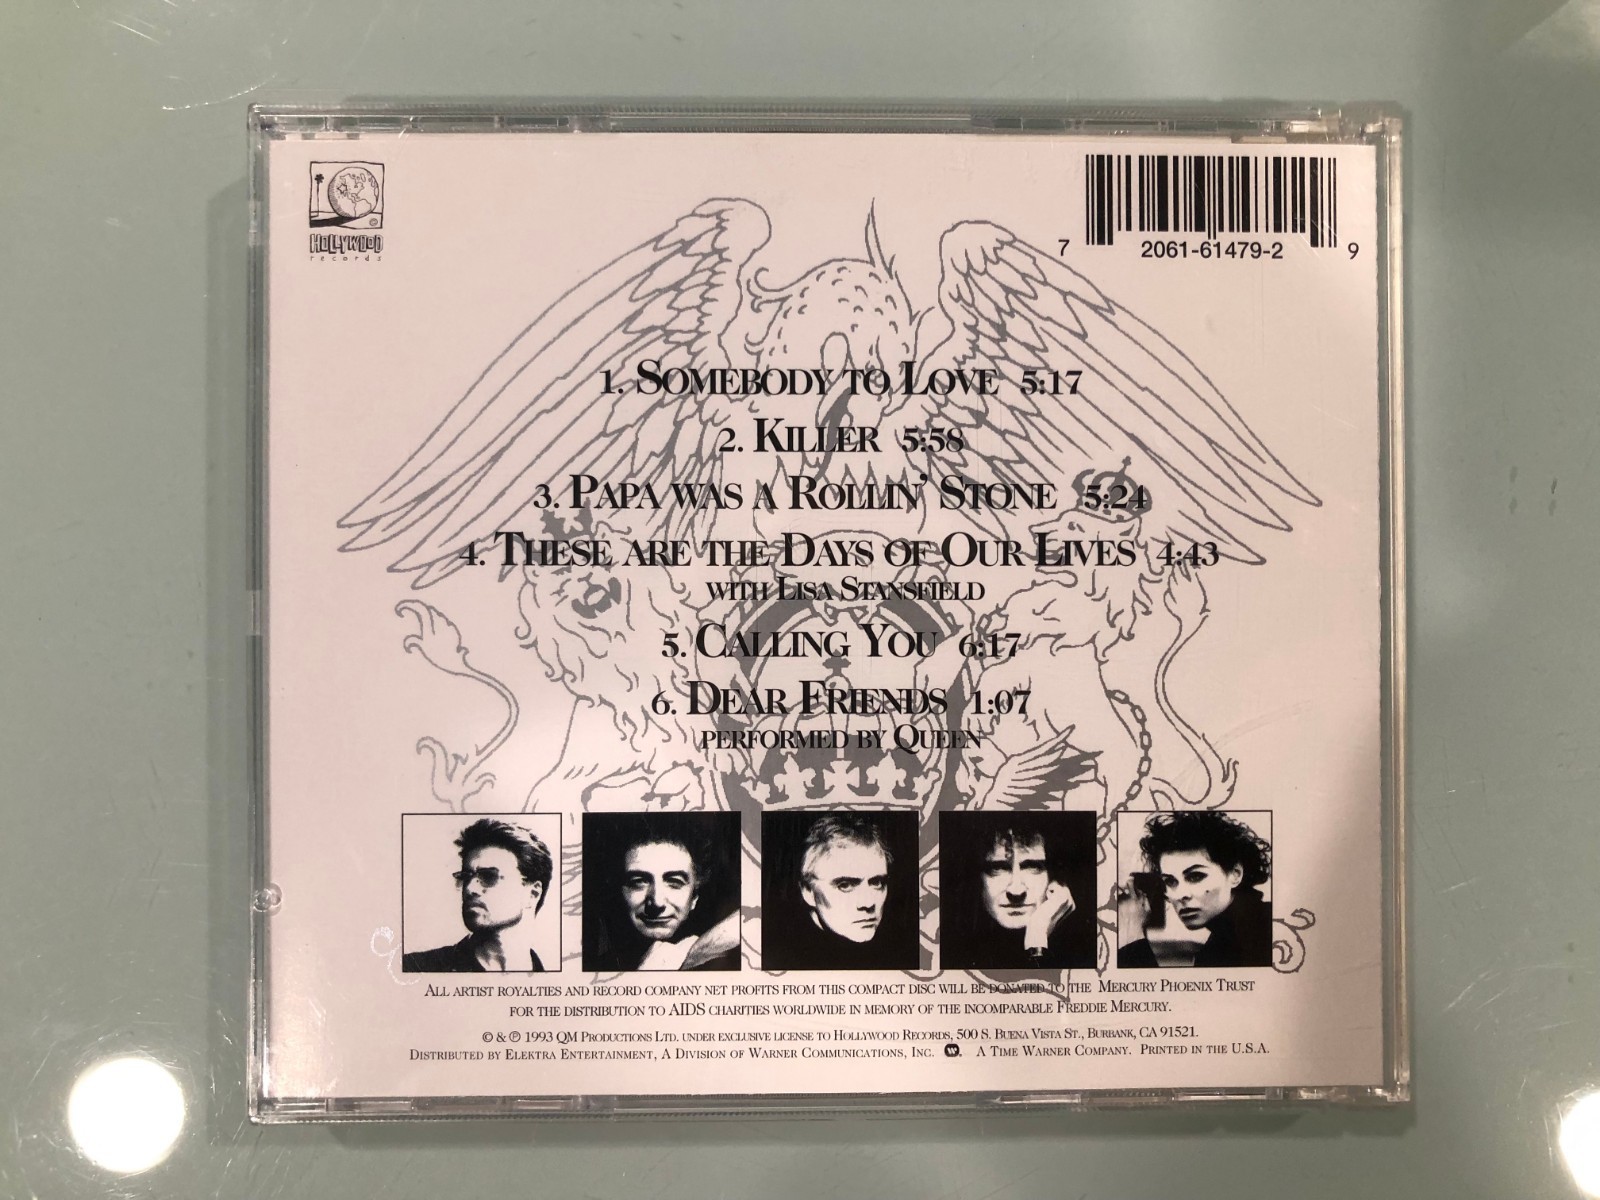 HOLLYWOOD
records
7 2061-61479-2 9
1. SOMEBODY TO LOVE 5:17
2. KILLER 5:58
3. PAPA WAS A ROLLIN' STONE 5:24
4. THESE ARE THE DAYS OF OUR LIVES 4:43
WITH LISA STANSFIELD
5. CALLING YOU 6:17
6. DEAR FRIENDS 1:07
PERFORMED BY QUEEN
ALL ARTIST ROYALTIES AND RECORD COMPANY NET PROFITS FROM THIS COMPACT DISC WILL BE DONATED TO THE MERCURY PHOENIX TRUST
FOR THE DISTRIBUTION TO AIDS CHARITIES WORLDWIDE IN MEMORY OF THE INCOMPARABLE FREDDIE MERCURY.
© & ℗ 1993 QM PRODUCTIONS LTD. UNDER EXCLUSIVE LICENSE TO HOLLYWOOD RECORDS, 500 S. BUENA VISTA ST., BURBANK, CA 91521.
DISTRIBUTED BY ELEKTRA ENTERTAINMENT, A DIVISION OF WARNER COMMUNICATIONS, INC. W. A TIME WARNER COMPANY. PRINTED IN THE U.S.A.